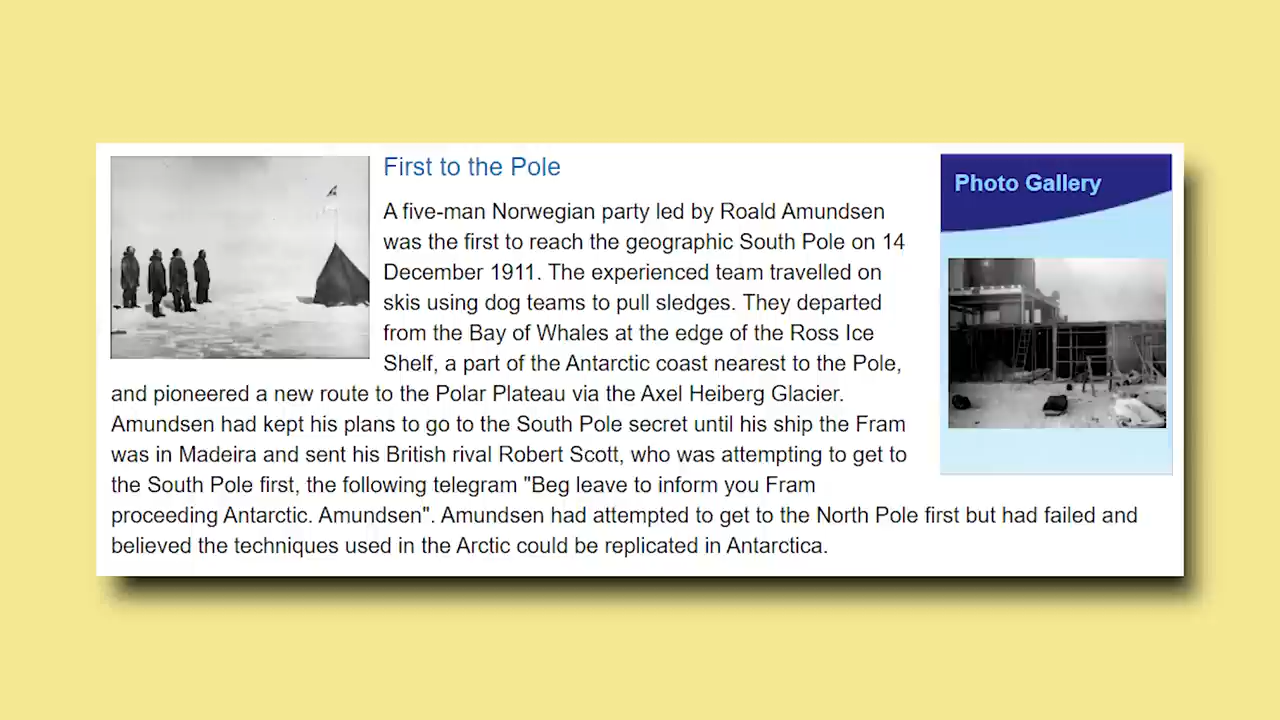 First to the Pole
A five-man Norwegian party led by Roald Amundsen
was the first to reach the geographic South Pole on 14
December 1911. The experienced team travelled on
skis using dog teams to pull sledges. They departed
from the Bay of Whales at the edge of the Ross Ice
Shelf, a part of the Antarctic coast nearest to the Pole,
and pioneered a new route to the Polar Plateau via the Axel Heiberg Glacier.
Amundsen had kept his plans to go to the South Pole secret until his ship the Fram
was in Madeira and sent his British rival Robert Scott, who was attempting to get to
the South Pole first, the following telegram "Beg leave to inform you Fram
proceeding Antarctic. Amundsen". Amundsen had attempted to get to the North Pole first but had failed and
believed the techniques used in the Arctic could be replicated in Antarctica.
Photo Gallery